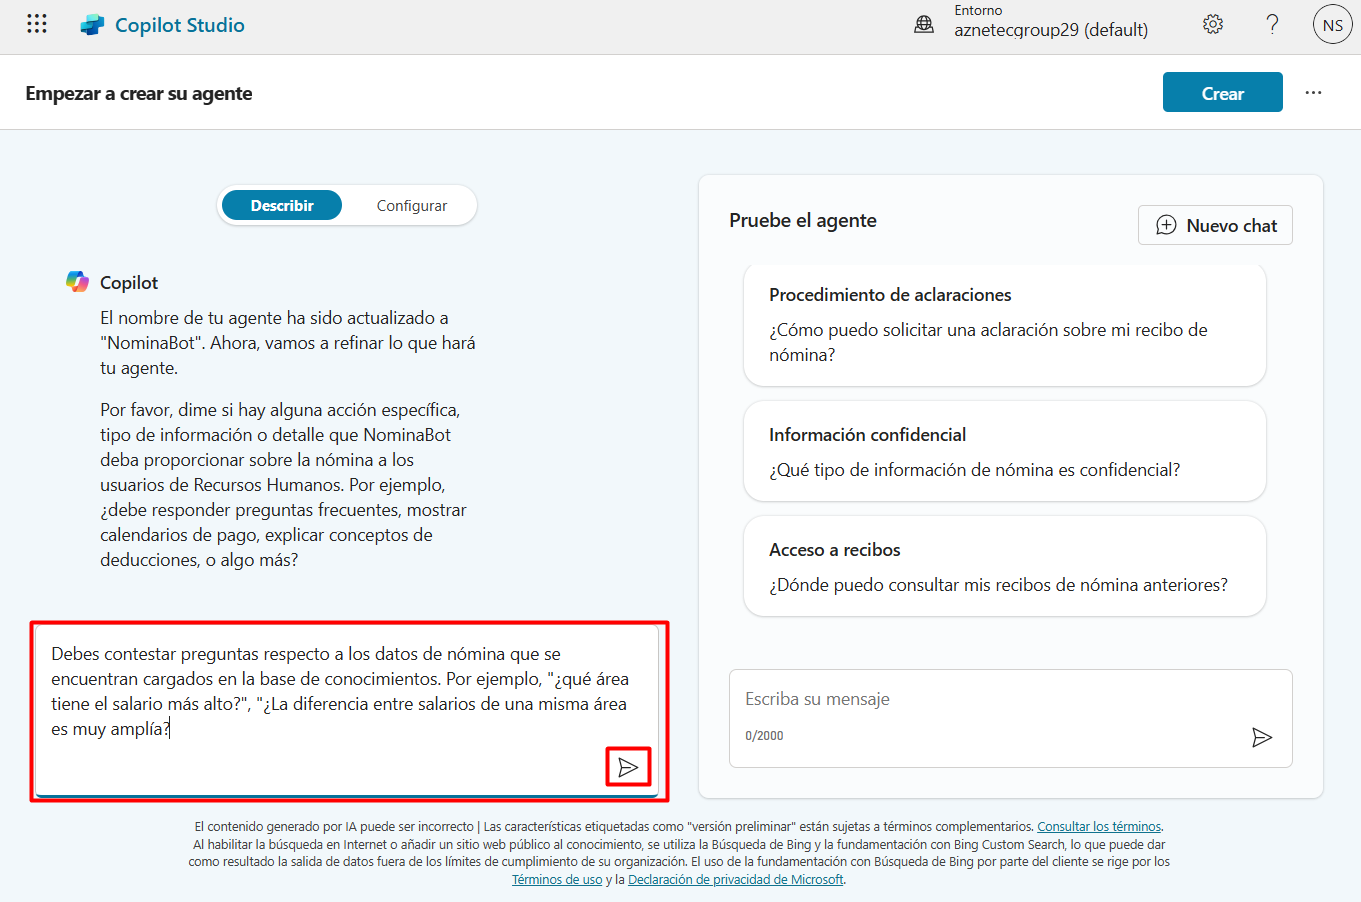 Copilot Studio
Entorno
aznetecgroup29 (default)
NS
Empezar a crear su agente
Crear
Describir
Configurar
Copilot
El nombre de tu agente ha sido actualizado a
"NominaBot". Ahora, vamos a refinar lo que hará
tu agente.
Por favor, dime si hay alguna acción específica,
tipo de información o detalle que NominaBot
deba proporcionar sobre la nómina a los
usuarios de Recursos Humanos. Por ejemplo,
¿debe responder preguntas frecuentes, mostrar
calendarios de pago, explicar conceptos de
deducciones, o algo más?
Debes contestar preguntas respecto a los datos de nómina que se
encuentran cargados en la base de conocimientos. Por ejemplo, "¿qué área
tiene el salario más alto?", "¿La diferencia entre salarios de una misma área
es muy amplía?
Pruebe el agente
Nuevo chat
Procedimiento de aclaraciones
¿Cómo puedo solicitar una aclaración sobre mi recibo de
nómina?
Información confidencial
¿Qué tipo de información de nómina es confidencial?
Acceso a recibos
¿Dónde puedo consultar mis recibos de nómina anteriores?
Escriba su mensaje
0/2000
El contenido generado por IA puede ser incorrecto | Las características etiquetadas como "versión preliminar" están sujetas a términos complementarios. Consultar los términos.
Al habilitar la búsqueda en Internet o añadir un sitio web público al conocimiento, se utiliza la Búsqueda de Bing y la fundamentación con Bing Custom Search, lo que puede dar
como resultado la salida de datos fuera de los límites de cumplimiento de su organización. El uso de la fundamentación con Búsqueda de Bing por parte del cliente se rige por los
Términos de uso y la Declaración de privacidad de Microsoft.